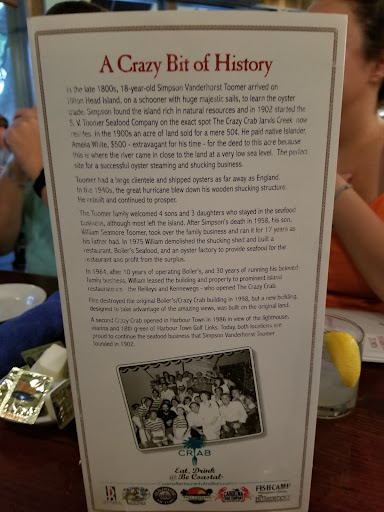 A Crazy Bit of History
In the late 1800s, 18-year-old Simpson Vanderhorst Toomer arrived on
Hilton Head Island, on a schooner with huge majestic sails, to learn the oyster
trade. Simpson found the island rich in natural resources and in 1902 started the
S. V. Toomer Seafood Company on the exact spot The Crazy Crab Jarvis Creek now
resides. In the 1900s an acre of land sold for a mere 50¢. He paid native Islander,
Amelia White, $500 - extravagant for his time - for the deed to this acre because
this is where the river came in close to the land at a very low sea level. The perfect
site for a successful oyster steaming and shucking business.
Toomer had a large clientele and shipped oysters as far away as England.
In the 1940s, the great hurricane blew down his wooden shucking structure.
He rebuilt and continued to prosper.
The Toomer family welcomed 4 sons and 3 daughters who stayed in the seafood
business, although most left the island. After Simpson's death in 1958, his son,
William Seamore Toomer, took over the family business and ran it for 17 years as
his father had. In 1975 William demolished the shucking shed and built a
restaurant, Boiler's Seafood, and an oyster factory to provide seafood for the
restaurant and profit from the surplus.
In 1984, after 10 years of operating Boiler's, and 30 years of running his beloved
family business, William leased the building and property to prominent island
restaurateurs - the Reilleys and Kennewegs - who opened The Crazy Crab.
Fire destroyed the original Boiler's/Crazy Crab building in 1998, but a new building,
designed to take advantage of the amazing views, was built on the original land.
A second Crazy Crab opened in Harbour Town in 1986 in view of the lighthouse,
marina and 18th green of Harbour Town Golf Links. Today, both locations are
proud to continue the seafood business that Simpson Vanderhorst Toomer
founded in 1902.
CRAB
Eat, Drink
& Be Coastal
CAROLINA
FISHCAMP